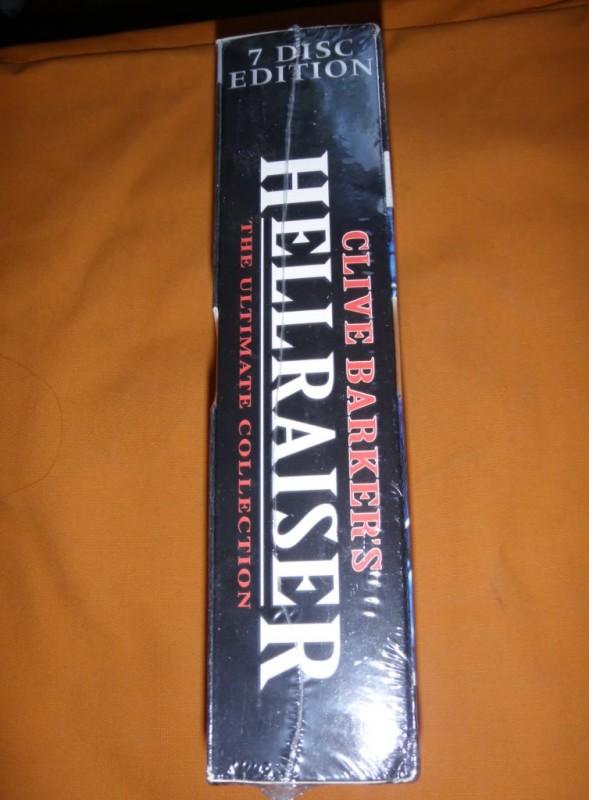 7 DISC
EDITION
CLIVE BARKER'S
HELLRAISER
THE ULTIMATE COLLECTION